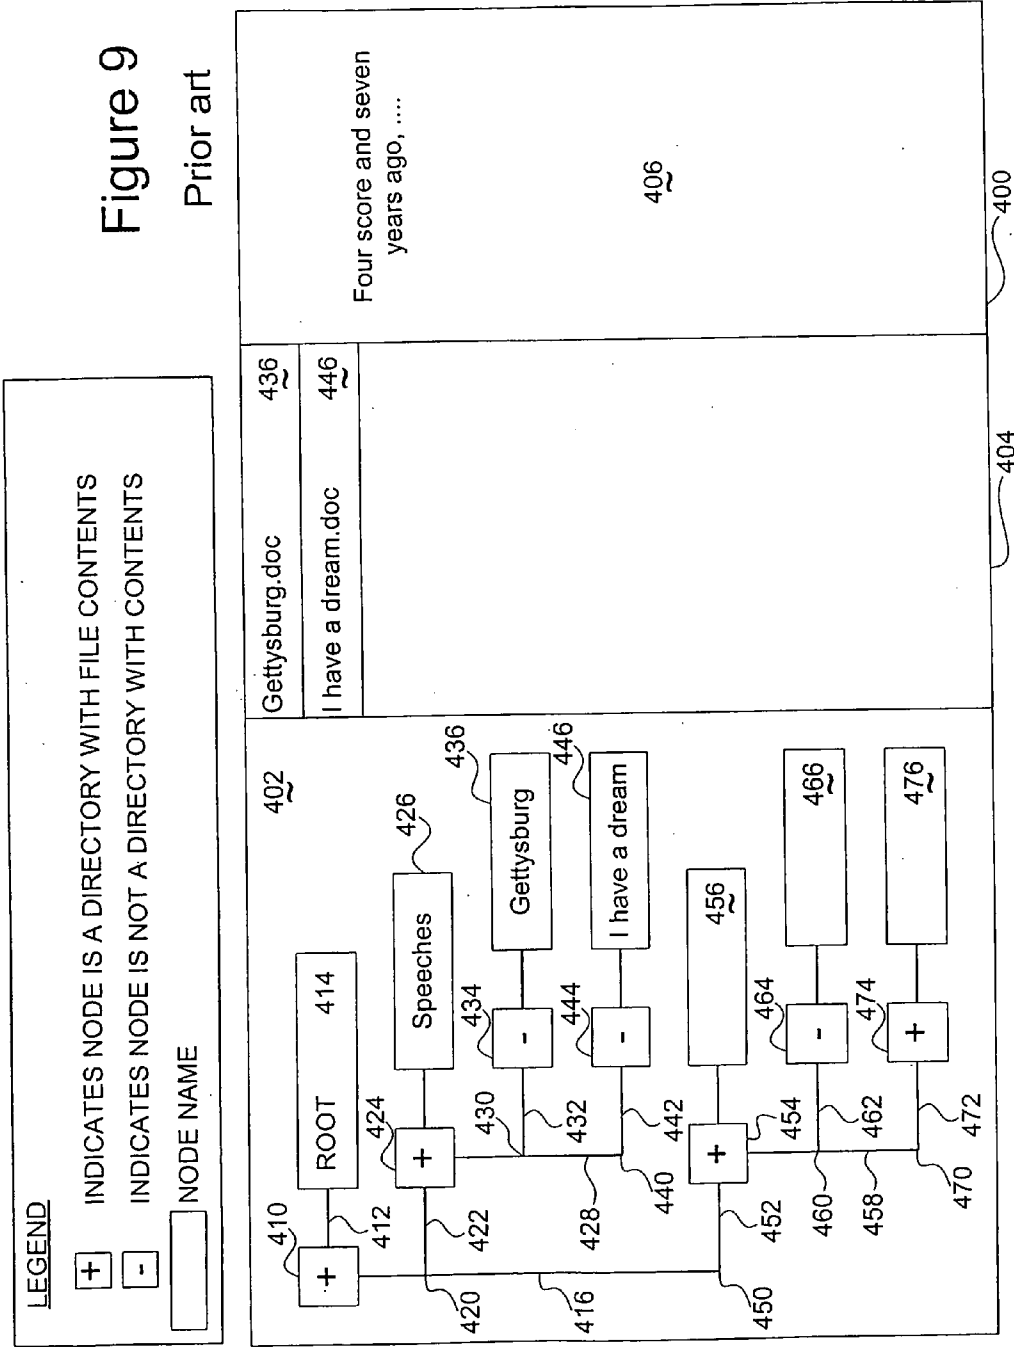 Figure 9
Prior art
LEGEND
+ INDICATES NODE IS A DIRECTORY WITH FILE CONTENTS
- INDICATES NODE IS NOT A DIRECTORY WITH CONTENTS
NODE NAME
402
410
+
412
ROOT 414
416
420
422
424
+
Speeches
426
428
430
432
434
-
Gettysburg
436
440
442
444
-
I have a dream
446
450
452
454
+
456
458
460
462
464
-
466
470
472
474
+
476
Gettysburg.doc 436
I have a dream.doc 446
404
Four score and seven
years ago, ....
406
400